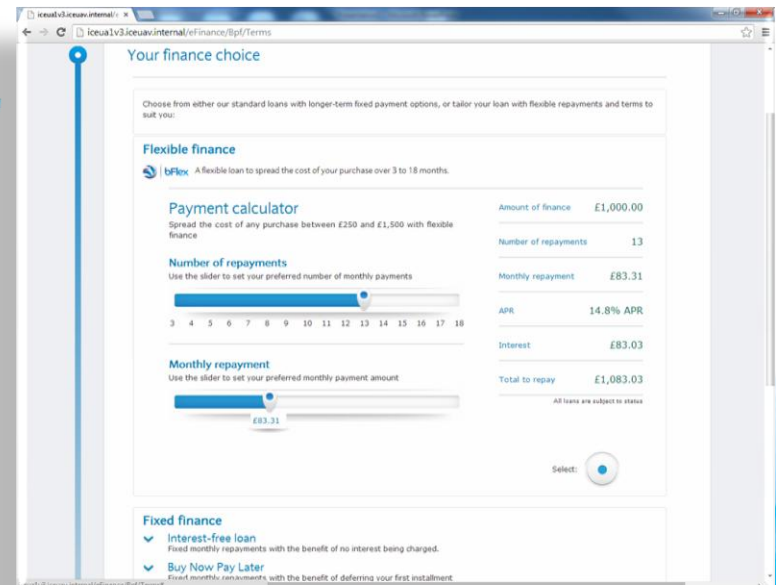 iceua1v3.iceuav.internal/e
iceua1v3.iceuav.internal/eFinance/Bpf/Terms
Your finance choice
Choose from either our standard loans with longer-term fixed payment options, or tailor your loan with flexible repayments and terms to
suit you:
Flexible finance
bFlex A flexible loan to spread the cost of your purchase over 3 to 18 months.
Payment calculator
Spread the cost of any purchase between £250 and £1,500 with flexible
finance
Number of repayments
Use the slider to set your preferred number of monthly payments
3 4 5 6 7 8 9 10 11 12 13 14 15 16 17 18
Monthly repayment
Use the slider to set your preferred monthly payment amount
£83.31
Amount of finance £1,000.00
Number of repayments 13
Monthly repayment £83.31
APR 14.8% APR
Interest £83.03
Total to repay £1,083.03
All loans are subject to status
Select:
Fixed finance
Interest-free loan
Fixed monthly repayments with the benefit of no interest being charged.
Buy Now Pay Later
Fixed monthly repayments with the benefit of deferring your first installment